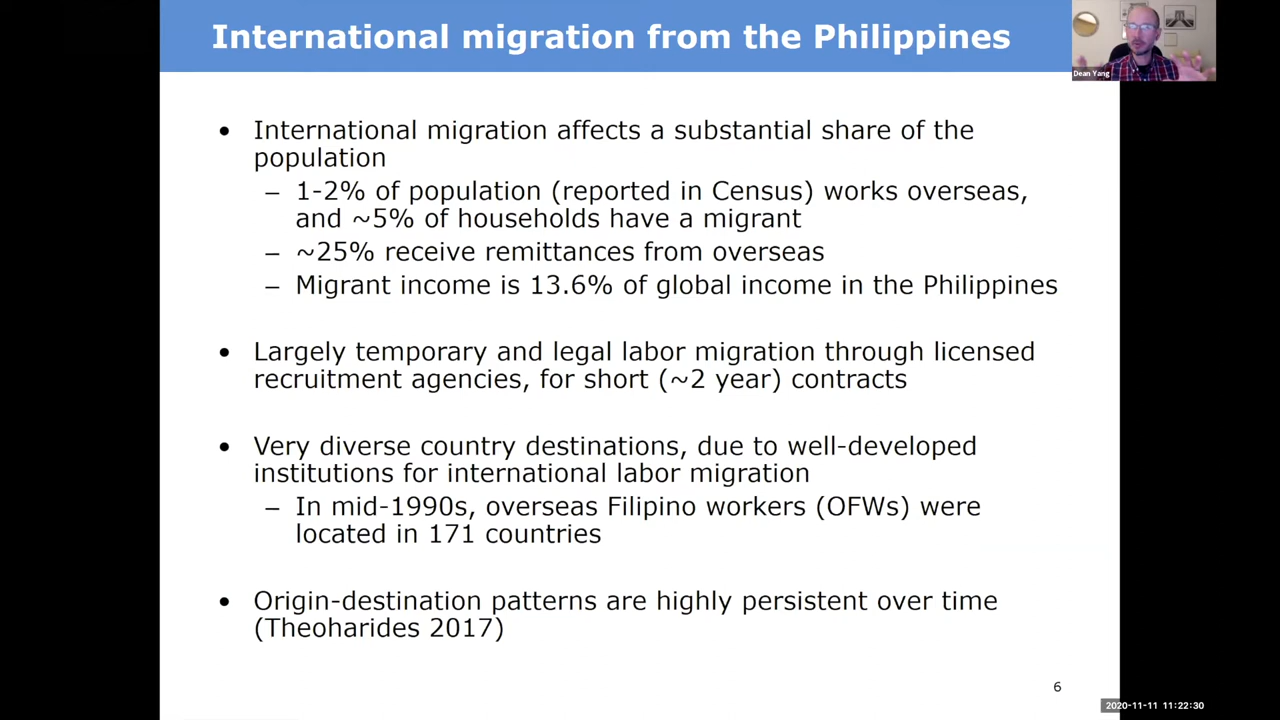 International migration from the Philippines
Dean Yang
• International migration affects a substantial share of the
population
– 1-2% of population (reported in Census) works overseas,
and ~5% of households have a migrant
– ~25% receive remittances from overseas
– Migrant income is 13.6% of global income in the Philippines
• Largely temporary and legal labor migration through licensed
recruitment agencies, for short (~2 year) contracts
• Very diverse country destinations, due to well-developed
institutions for international labor migration
– In mid-1990s, overseas Filipino workers (OFWs) were
located in 171 countries
• Origin-destination patterns are highly persistent over time
(Theoharides 2017)
6
2020-11-11 11:22:30